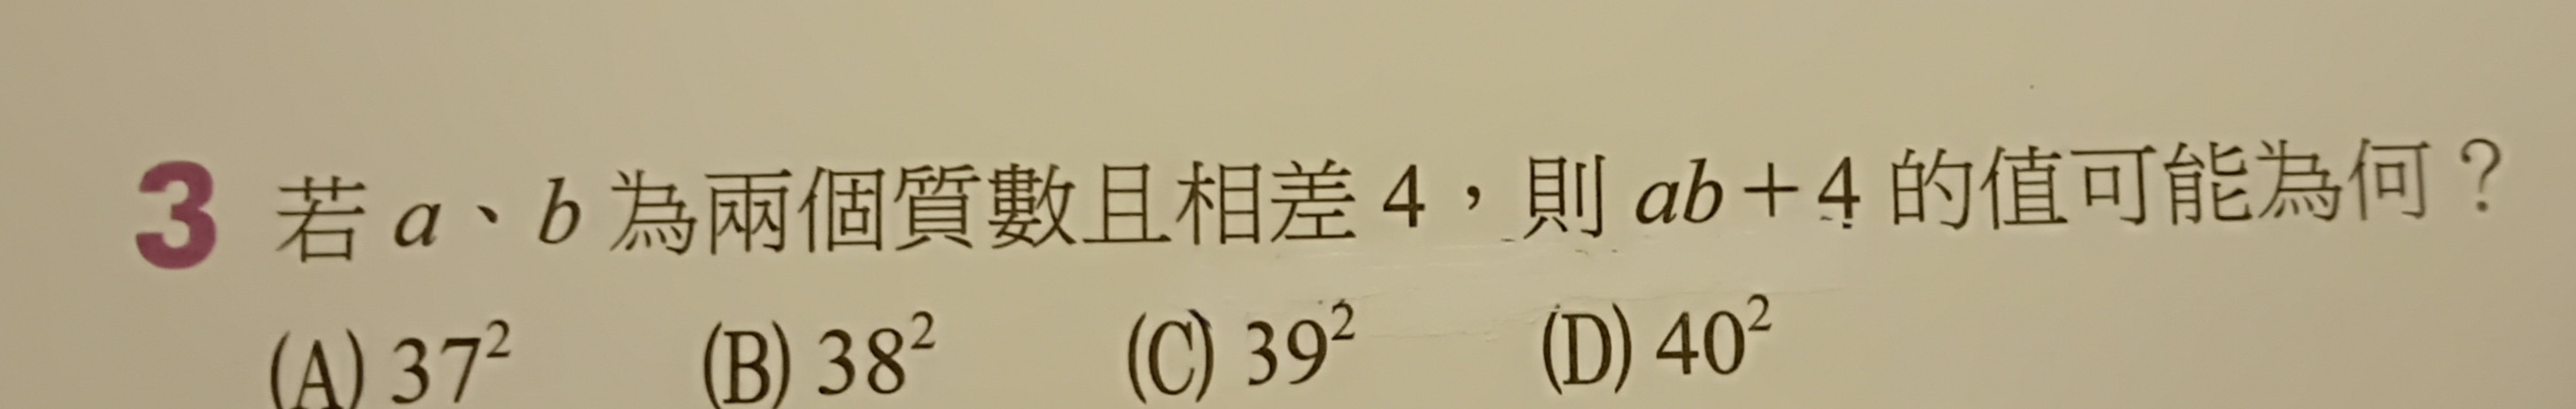 3 若 a、b 為兩個質數且相差 4，則 ab+4 的值可能為何？
(A) 37² (B) 38² (C) 39² (D) 40²